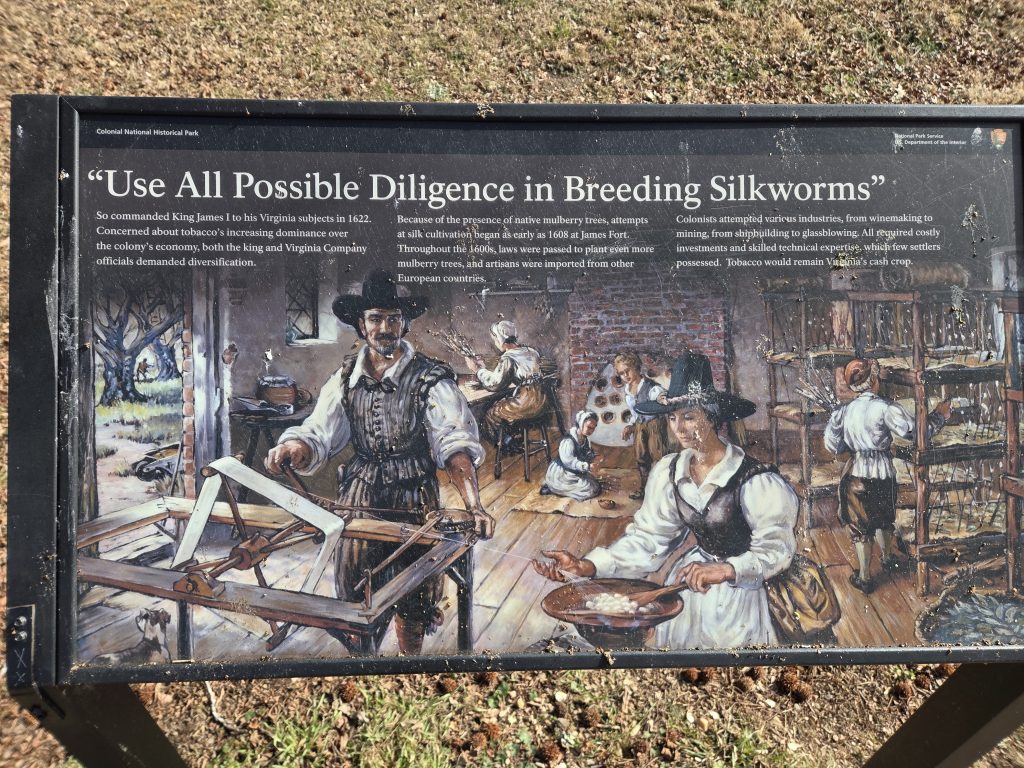 Colonial National Historical Park
National Park Service
U.S. Department of the Interior
“Use All Possible Diligence in Breeding Silkworms”
So commanded King James I to his Virginia subjects in 1622.
Concerned about tobacco’s increasing dominance over
the colony’s economy, both the king and Virginia Company
officials demanded diversification.
Because of the presence of native mulberry trees, attempts
at silk cultivation began as early as 1608 at James Fort.
Throughout the 1600s, laws were passed to plant even more
mulberry trees, and artisans were imported from other
European countries.
Colonists attempted various industries, from winemaking to
mining, from shipbuilding to glassblowing. All required costly
investments and skilled technical expertise, which few settlers
possessed. Tobacco would remain Virginia’s cash crop.